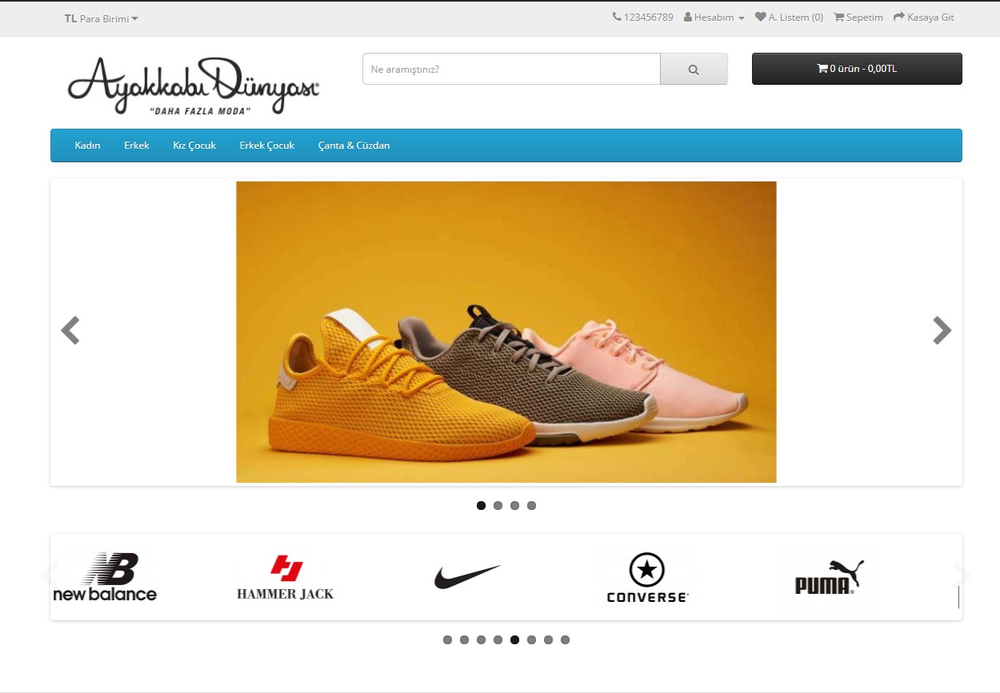 TL Para Birimi
123456789 Hesabım A. Listem (0) Sepetim Kasaya Git
Ayakkabı Dünyası
"DAHA FAZLA MODA"
Ne aramıştınız?
0 ürün - 0,00TL
Kadın Erkek Kız Çocuk Erkek Çocuk Çanta & Cüzdan
NB
new balance
HAMMER JACK
CONVERSE
PUMA